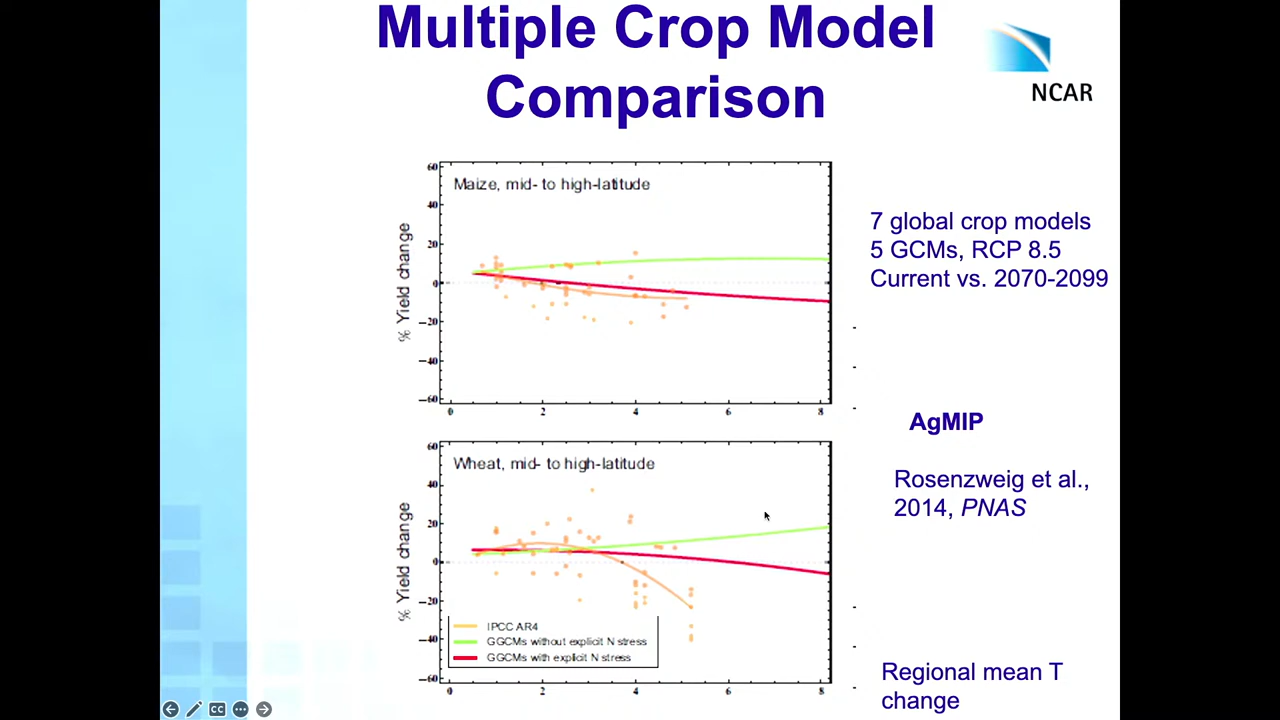 Multiple Crop Model
Comparison
NCAR
60
Maize, mid- to high-latitude
40
20
0
−20
−40
−60
% Yield change
0 2 4 6 8
7 global crop models
5 GCMs, RCP 8.5
Current vs. 2070-2099
AgMIP
Rosenzweig et al.,
2014, PNAS
60
Wheat, mid- to high-latitude
40
20
0
−20
−40
−60
% Yield change
IPCC AR4
GGCMs without explicit N stress
GGCMs with explicit N stress
0 2 4 6 8
Regional mean T
change
CC